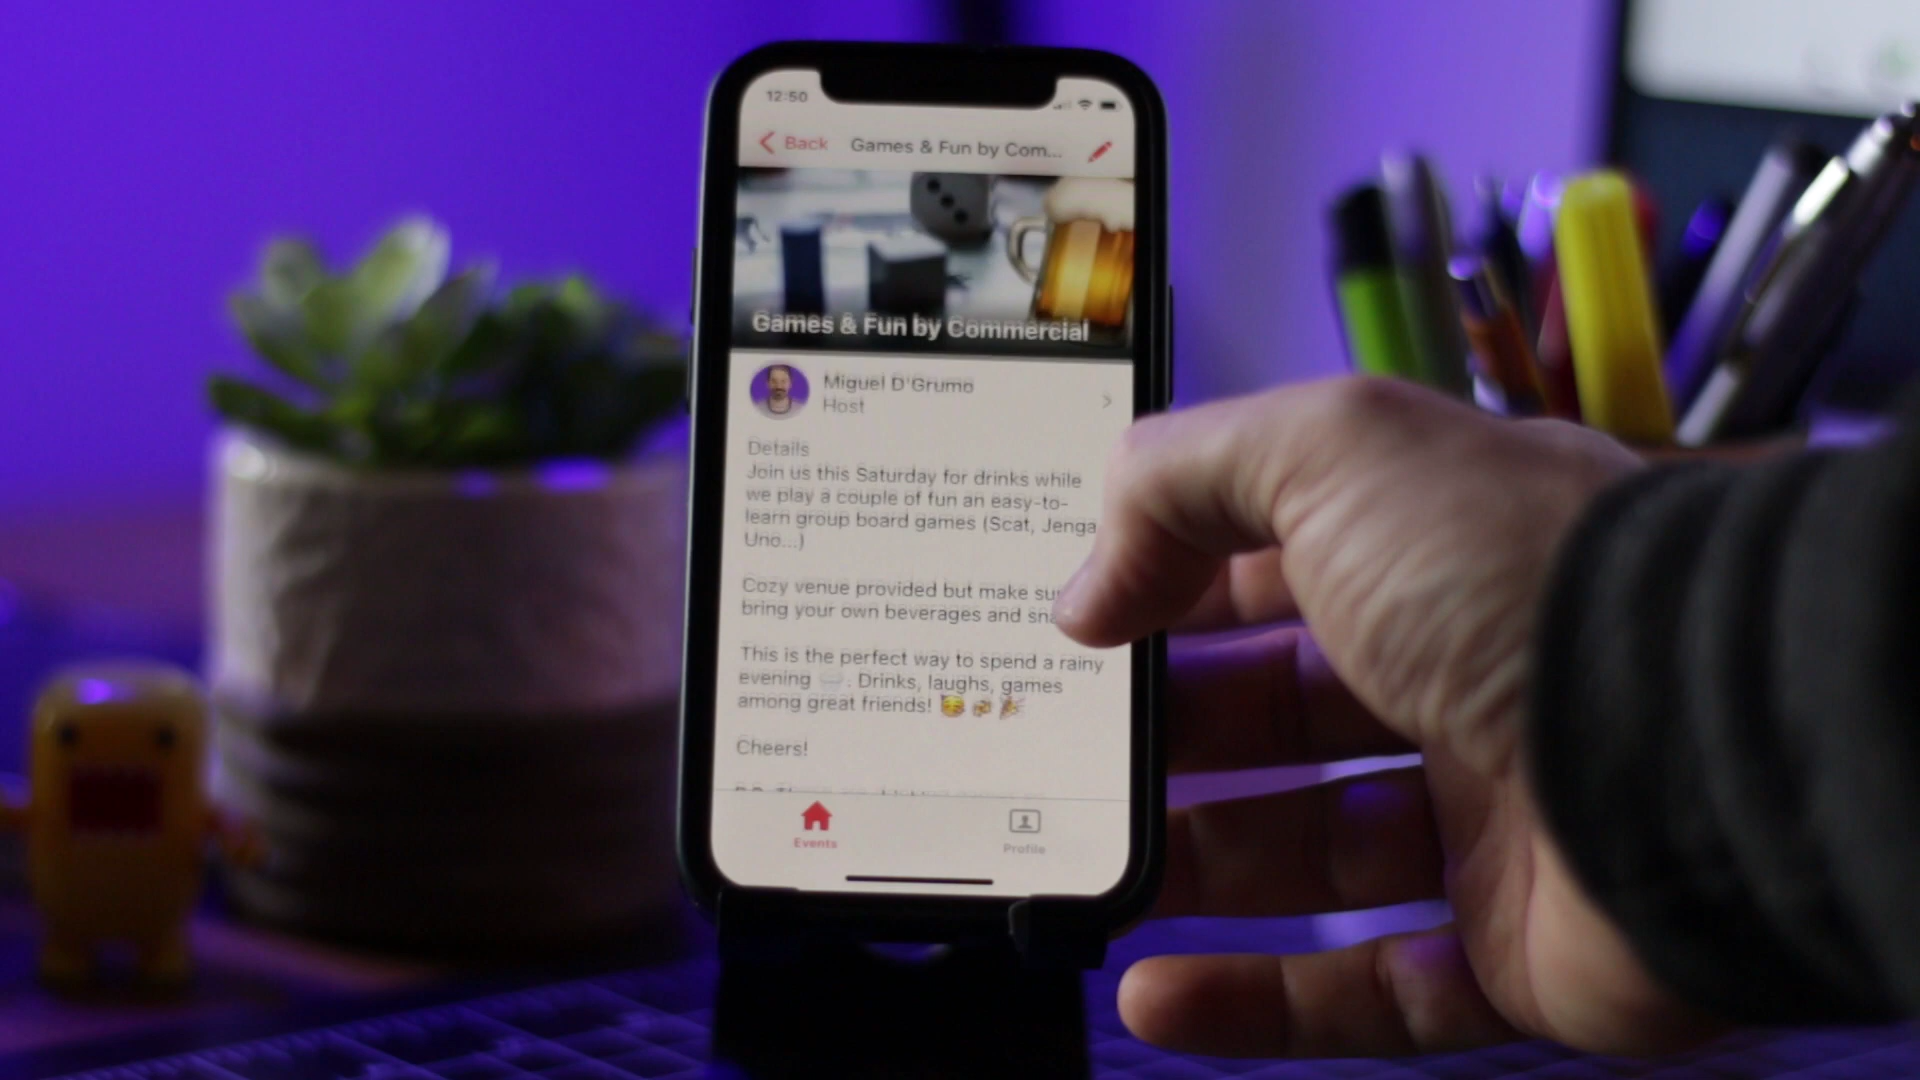 12:50
Back
Games & Fun by Com...
Games & Fun by Commercial
Miguel D'Grumo
Host
Details
Join us this Saturday for drinks while
we play a couple of fun an easy-to-
learn group board games (Scat, Jenga
Uno...)
Cozy venue provided but make
bring your own beverages and
This is the perfect way to spend a rainy
evening 🌧️. Drinks, laughs, games
among great friends! 🥳 🍻 🎉
Cheers!
Events
Profile